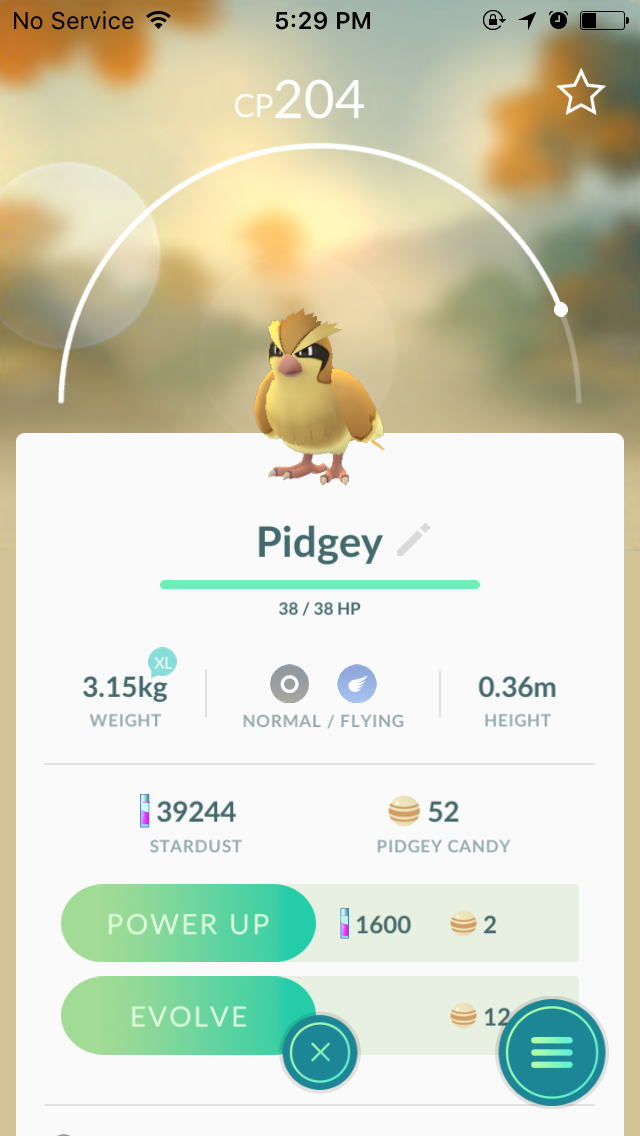 No Service 5:29 PM
CP204
Pidgey
38 / 38 HP
XL
3.15kg
WEIGHT
NORMAL / FLYING
0.36m
HEIGHT
39244
STARDUST
52
PIDGEY CANDY
POWER UP 1600 2
EVOLVE 12